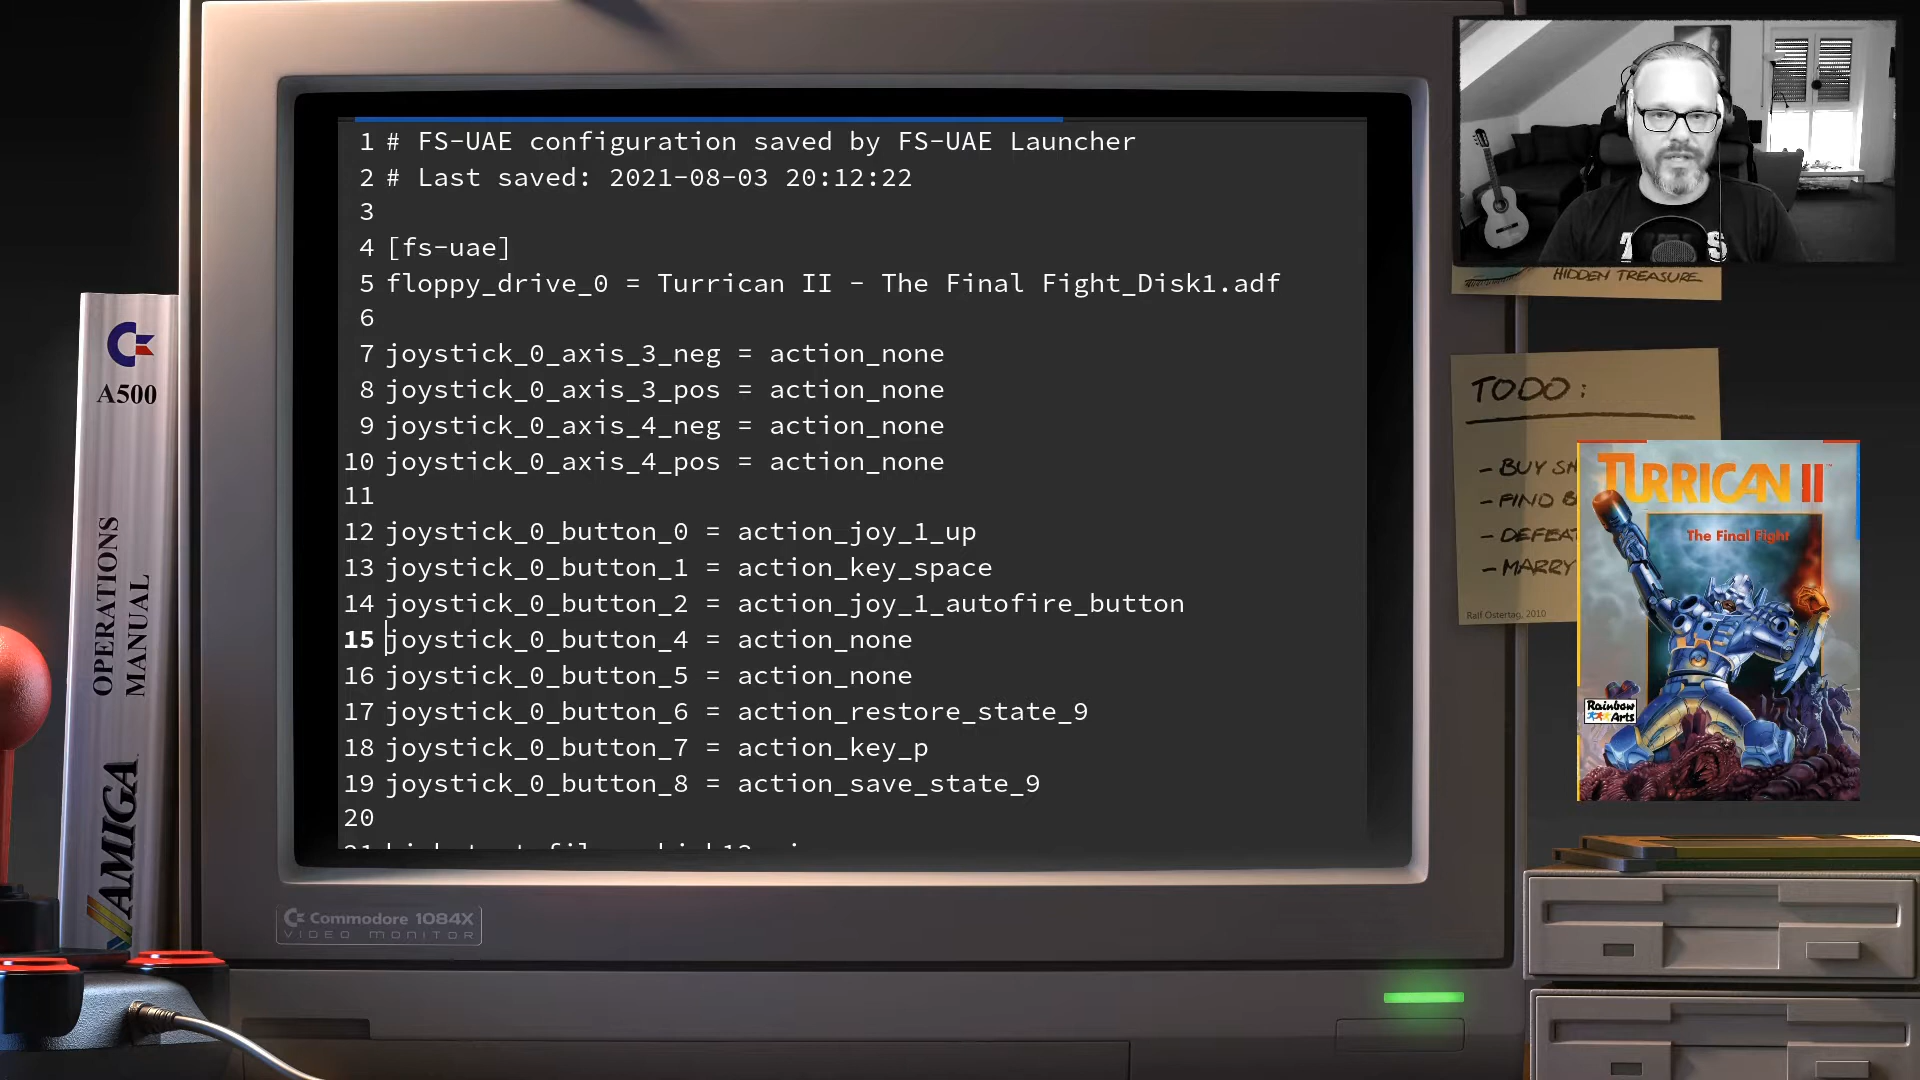 1 # FS-UAE configuration saved by FS-UAE Launcher
2 # Last saved: 2021-08-03 20:12:22
3
4 [fs-uae]
5 floppy_drive_0 = Turrican II - The Final Fight_Disk1.adf
6
7 joystick_0_axis_3_neg = action_none
8 joystick_0_axis_3_pos = action_none
9 joystick_0_axis_4_neg = action_none
10 joystick_0_axis_4_pos = action_none
11
12 joystick_0_button_0 = action_joy_1_up
13 joystick_0_button_1 = action_key_space
14 joystick_0_button_2 = action_joy_1_autofire_button
15 joystick_0_button_4 = action_none
16 joystick_0_button_5 = action_none
17 joystick_0_button_6 = action_restore_state_9
18 joystick_0_button_7 = action_key_p
19 joystick_0_button_8 = action_save_state_9
20
A500
OPERATIONS
MANUAL
AMIGA
Commodore 1084X
VIDEO MONITOR
HIDDEN TREASURE
TODO:
- BUY
- FIND
- DEFEAT
- MARRY
Ralf Ostertag, 2010
TURRICAN II
The Final Fight
Rainbow
Arts